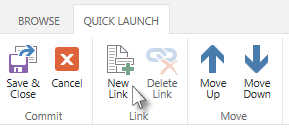 BROWSE QUICK LAUNCH
Save & Close Cancel New Link Delete Link Move Up Move Down
Commit Link Move